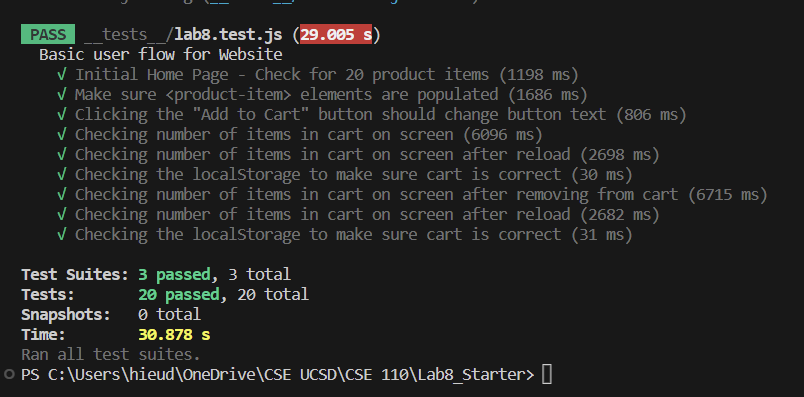 PASS __tests__/lab8.test.js (29.005 s)
Basic user flow for Website
√ Initial Home Page - Check for 20 product items (1198 ms)
√ Make sure <product-item> elements are populated (1686 ms)
√ Clicking the "Add to Cart" button should change button text (806 ms)
√ Checking number of items in cart on screen (6096 ms)
√ Checking number of items in cart on screen after reload (2698 ms)
√ Checking the localStorage to make sure cart is correct (30 ms)
√ Checking number of items in cart on screen after removing from cart (6715 ms)
√ Checking number of items in cart on screen after reload (2682 ms)
√ Checking the localStorage to make sure cart is correct (31 ms)
Test Suites: 3 passed, 3 total
Tests: 20 passed, 20 total
Snapshots: 0 total
Time: 30.878 s
Ran all test suites.
PS C:\Users\hieud\OneDrive\CSE UCSD\CSE 110\Lab8_Starter>